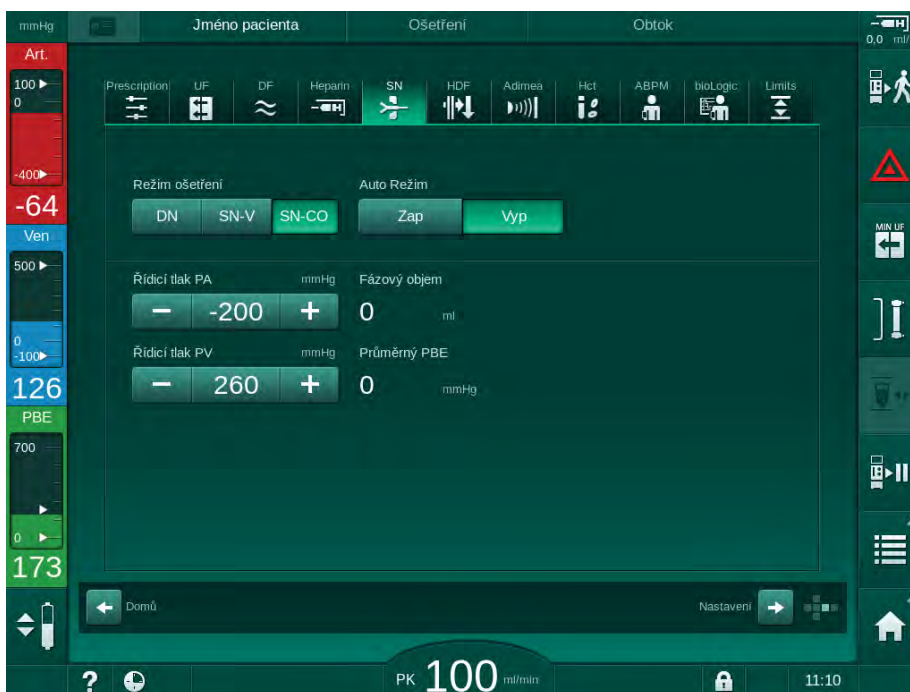 mmHg Jméno pacienta Ošetření Obtok
0,0 ml/
Art.
100
0
-400
-64
Ven
500
0
-100
126
PBE
700
0
173
Prescription UF DF Heparin SN HDF Adimea Hct ABPM bioLogic Limits
Režim ošetření Auto Režim
DN SN-V SN-CO Zap Vyp
Řídicí tlak PA mmHg Fázový objem
− -200 + 0 ml
Řídicí tlak PV mmHg Průměrný PBE
− 260 + 0 mmHg
Domů Nastavení
MIN UF
? PK 100 ml/min 11:10